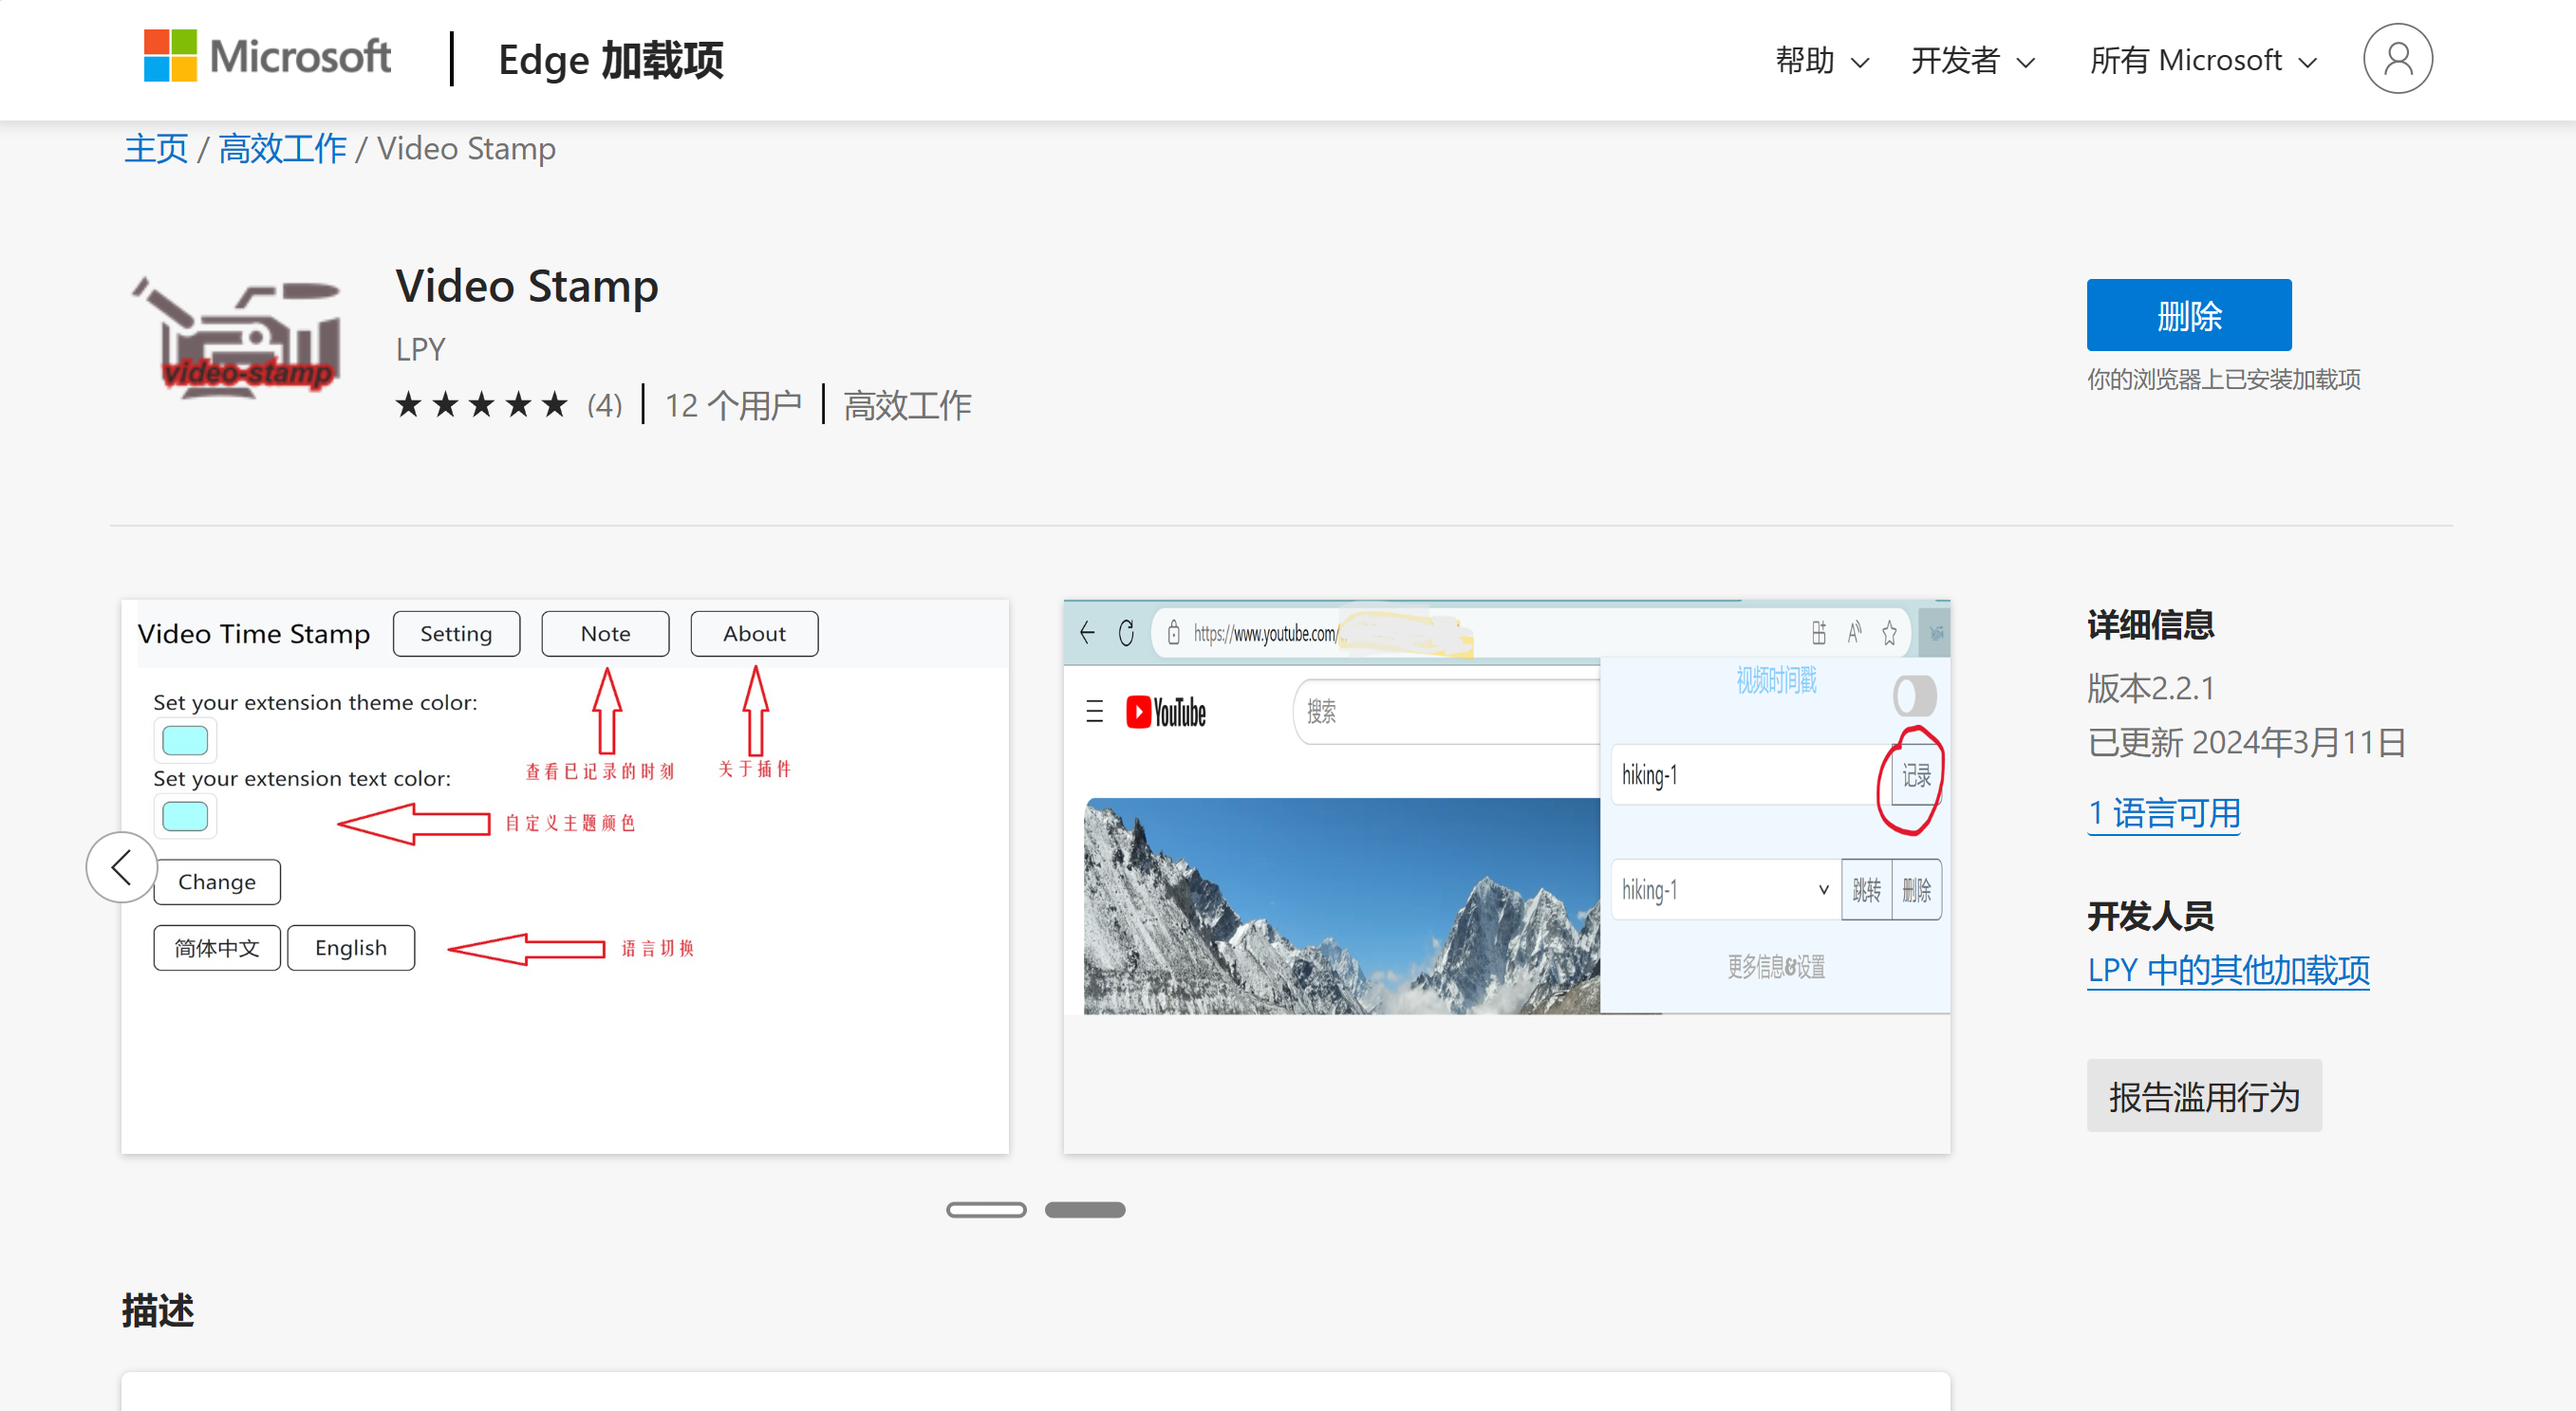 Microsoft
Edge 加载项
帮助
开发者
所有 Microsoft
主页 / 高效工作 / Video Stamp
video-stamp
Video Stamp
LPY
★ ★ ★ ★ ★ (4) | 12 个用户 | 高效工作
删除
你的浏览器上已安装加载项
Video Time Stamp
Setting
Note
About
Set your extension theme color:
查看已记录的时刻
关于插件
Set your extension text color:
自定义主题颜色
Change
简体中文
English
语言切换
https://www.youtube.com/
YouTube
搜索
视频时间戳
hiking-1
记录
hiking-1
跳转
删除
更多信息&设置
详细信息
版本2.2.1
已更新 2024年3月11日
1 语言可用
开发人员
LPY 中的其他加载项
报告滥用行为
描述